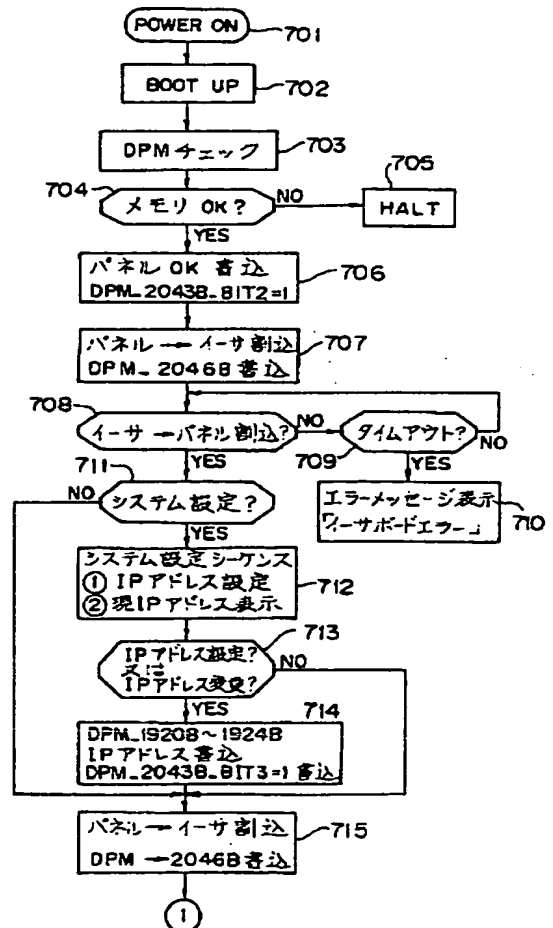 POWER ON
701
BOOT UP
702
DPMチェック
703
704
メモリ OK?
NO
705
HALT
YES
パネル OK 書込
DPM_2043B_BIT2=1
706
パネル→イーサ割込
DPM_2046B 書込
707
708
イーサ→パネル割込?
NO
タイムアウト?
NO
709
YES
YES
711
エラーメッセージ表示
「イーサボードエラー」
710
NO
システム設定?
YES
システム設定シーケンス
① IPアドレス設定
② 現IPアドレス表示
712
713
IPアドレス設定?
又は
IPアドレス変更?
NO
YES
714
DPM_1920B~1924B
IPアドレス書込
DPM_2043B_BIT3=1 書込
パネル→イーサ割込
DPM→2046B書込
715
①